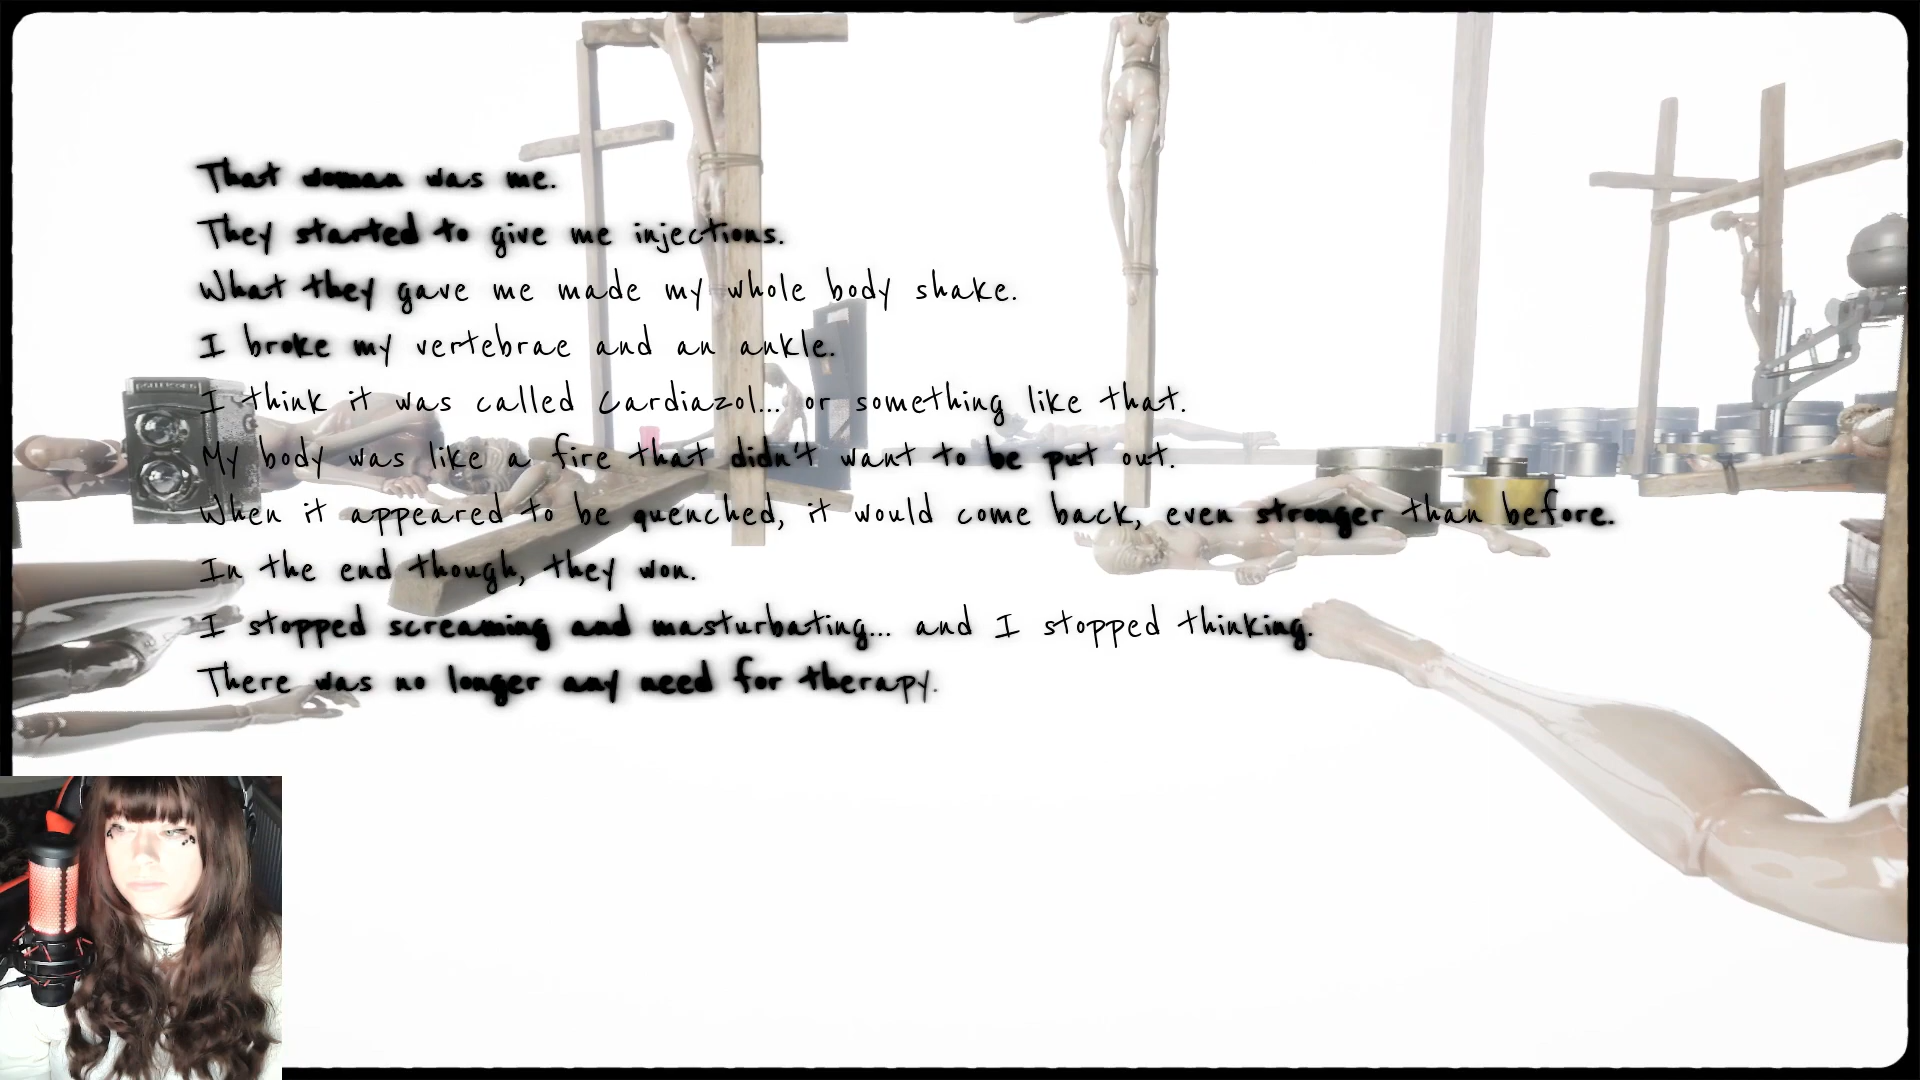 That woman was me.
They started to give me injections.
What they gave me made my whole body shake.
I broke my vertebrae and an ankle.
I think it was called Cardiazol... or something like that.
My body was like a fire that didn't want to be put out.
When it appeared to be quenched, it would come back, even stronger than before.
In the end though, they won.
I stopped screaming and masturbating... and I stopped thinking.
There was no longer any need for therapy.